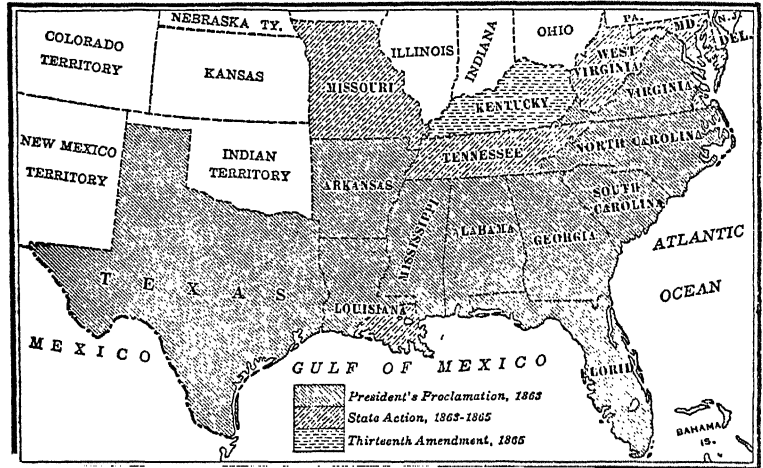 NEBRASKA TY.
COLORADO
TERRITORY
KANSAS
MISSOURI
ILLINOIS
INDIANA
OHIO
PA.
N.J.
MD.
DEL.
WEST
VIRGINIA
VIRGINIA
KENTUCKY
NEW MEXICO
TERRITORY
INDIAN
TERRITORY
TENNESSEE
NORTH CAROLINA
ARKANSAS
SOUTH
CAROLINA
MISSISSIPPI
ALABAMA
GEORGIA
ATLANTIC
OCEAN
TEXAS
LOUISIANA
MEXICO
GULF OF MEXICO
FLORIDA
BAHAMA
IS.
President's Proclamation, 1863
State Action, 1863-1865
Thirteenth Amendment, 1865